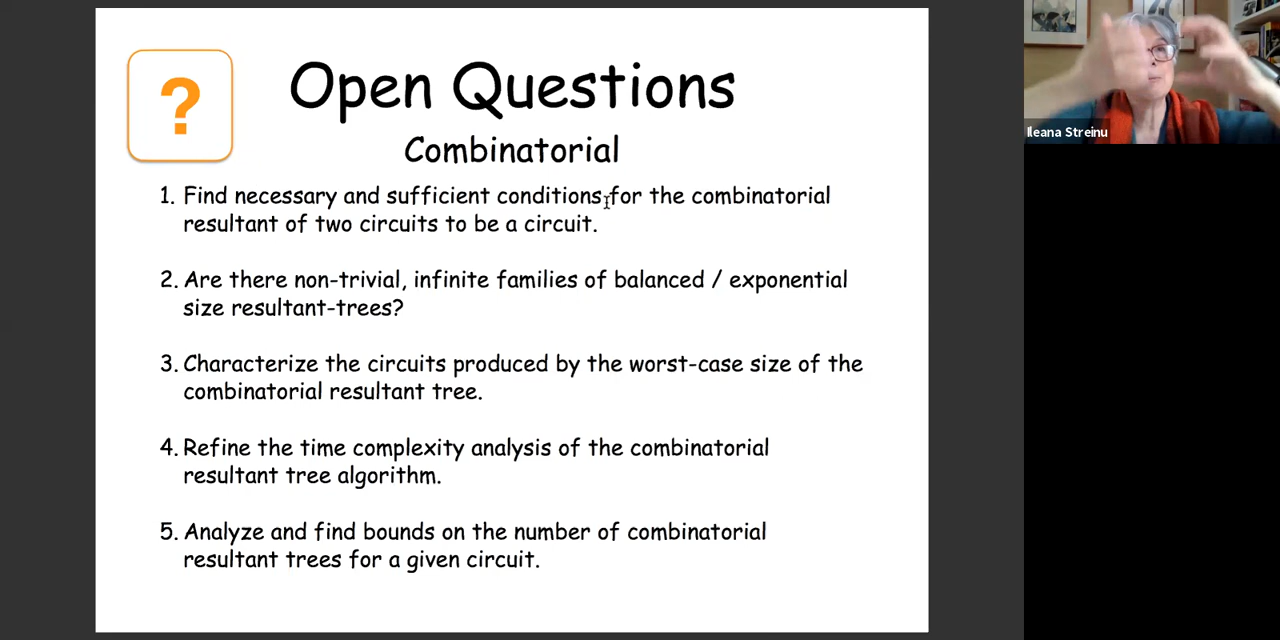 ?
Open Questions
Combinatorial
1. Find necessary and sufficient conditions for the combinatorial
resultant of two circuits to be a circuit.
2. Are there non-trivial, infinite families of balanced / exponential
size resultant-trees?
3. Characterize the circuits produced by the worst-case size of the
combinatorial resultant tree.
4. Refine the time complexity analysis of the combinatorial
resultant tree algorithm.
5. Analyze and find bounds on the number of combinatorial
resultant trees for a given circuit.
Ileana Streinu